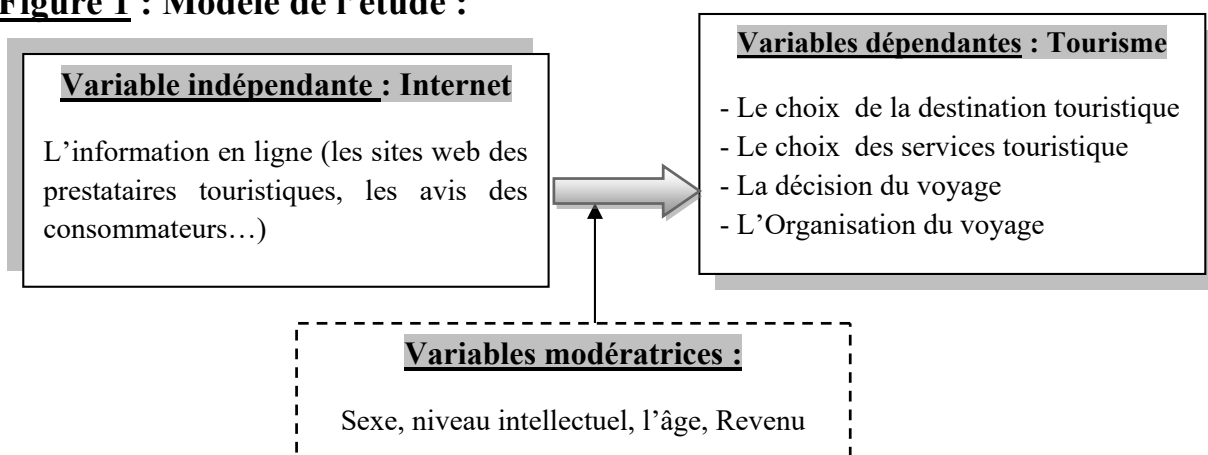 Figure 1 : Modèle de l'étude :
Variable indépendante : Internet
L'information en ligne (les sites web des
prestataires touristiques, les avis des
consommateurs…)
Variables dépendantes : Tourisme
- Le choix de la destination touristique
- Le choix des services touristique
- La décision du voyage
- L'Organisation du voyage
Variables modératrices :
Sexe, niveau intellectuel, l'âge, Revenu